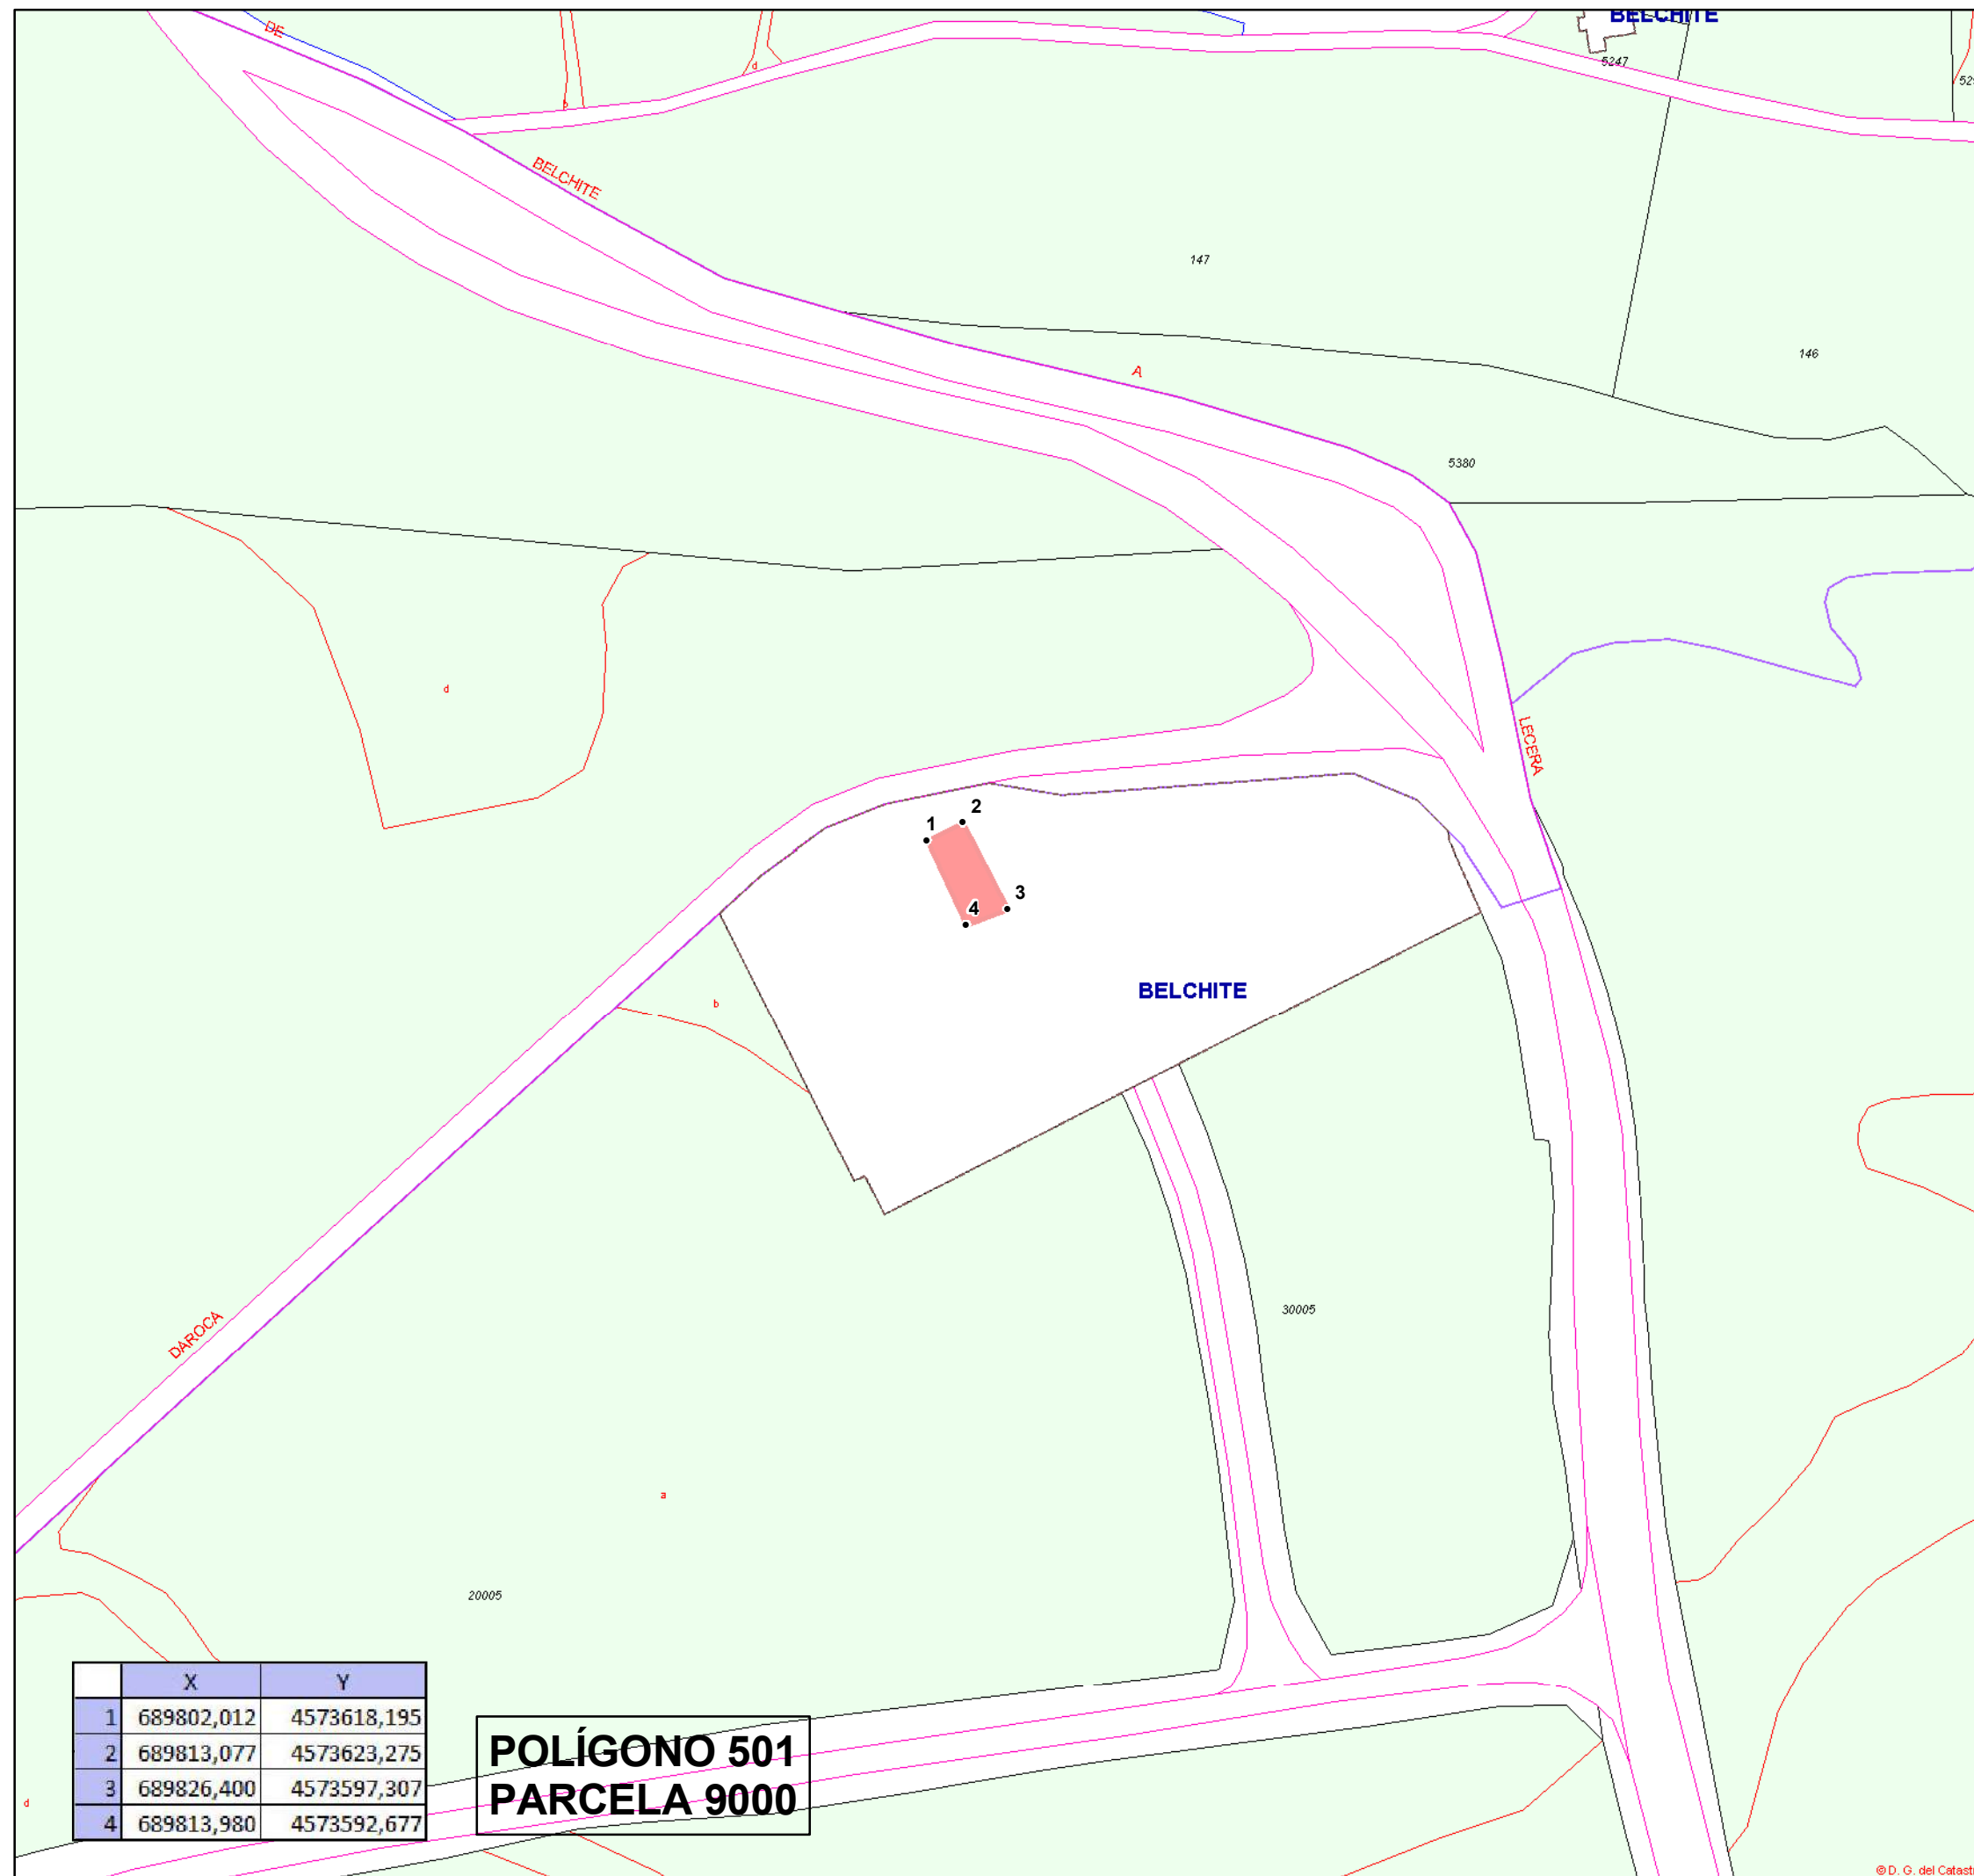 BELCHITE
DE
5247
d
b
BELCHITE
147
146
A
5380
d
LECERA
2
1
3
4
BELCHITE
b
DAROCA
30005
a
20005
X Y
1 689802,012 4573618,195
2 689813,077 4573623,275
3 689826,400 4573597,307
4 689813,980 4573592,677
POLÍGONO 501
PARCELA 9000
d
© D. G. del Catast